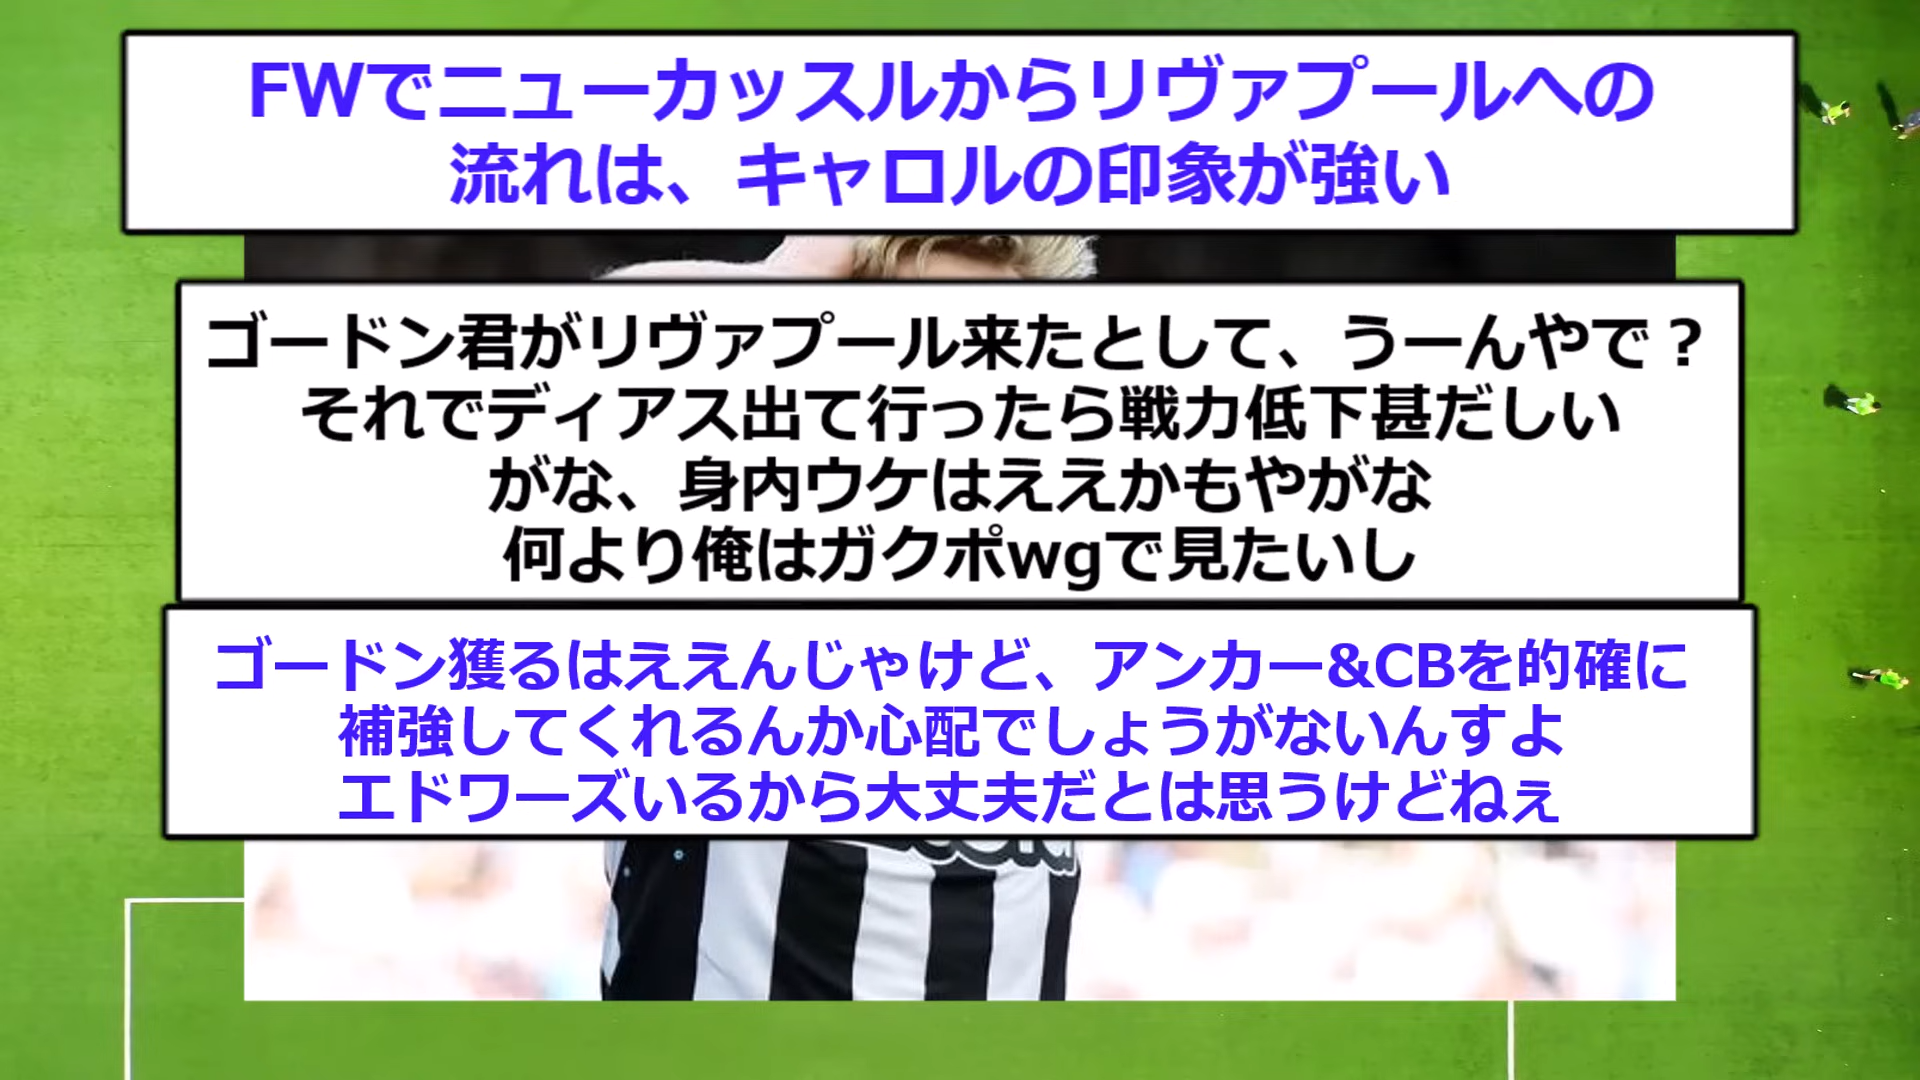 FWでニューカッスルからリヴァプールへの
流れは、キャロルの印象が強い
ゴードン君がリヴァプール来たとして、うーんやで？
それでディアス出て行ったら戦力低下甚だしい
がな、身内ウケはええかもやがな
何より俺はガクポwgで見たいし
ゴードン獲るはええんじゃけど、アンカー&CBを的確に
補強してくれるんか心配でしょうがないんすよ
エドワーズいるから大丈夫だとは思うけどねぇ